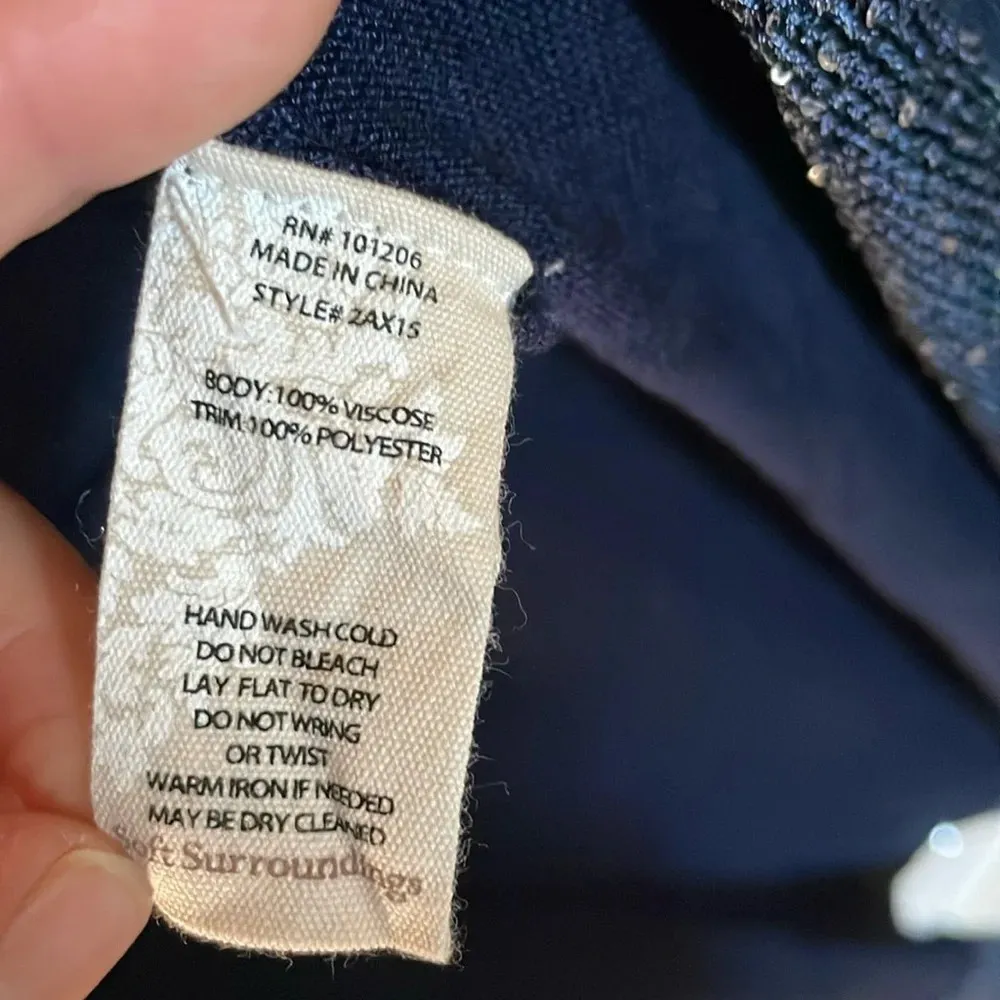 RN# 101206
MADE IN CHINA
STYLE# 2AX15
BODY:100% VISCOSE
TRIM:100% POLYESTER
HAND WASH COLD
DO NOT BLEACH
LAY FLAT TO DRY
DO NOT WRING
OR TWIST
WARM IRON IF NEEDED
MAY BE DRY CLEANED
Soft Surroundings